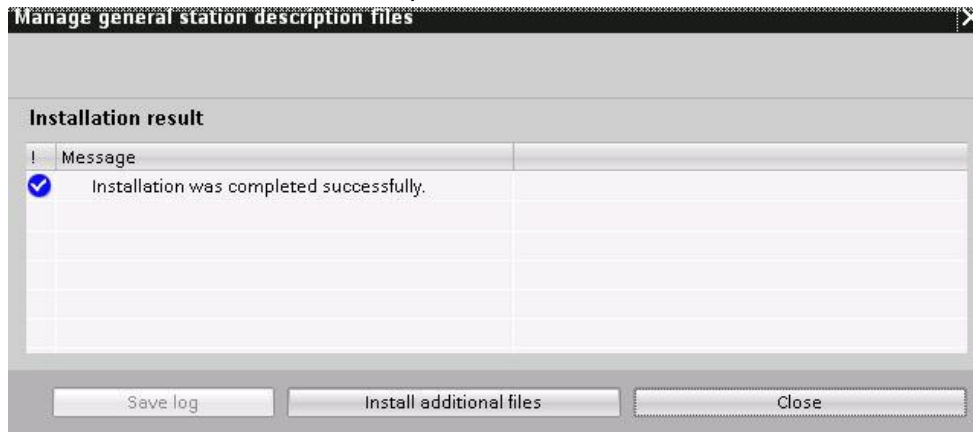 Manage general station description files
Installation result
! Message
Installation was completed successfully.
Save log Install additional files Close